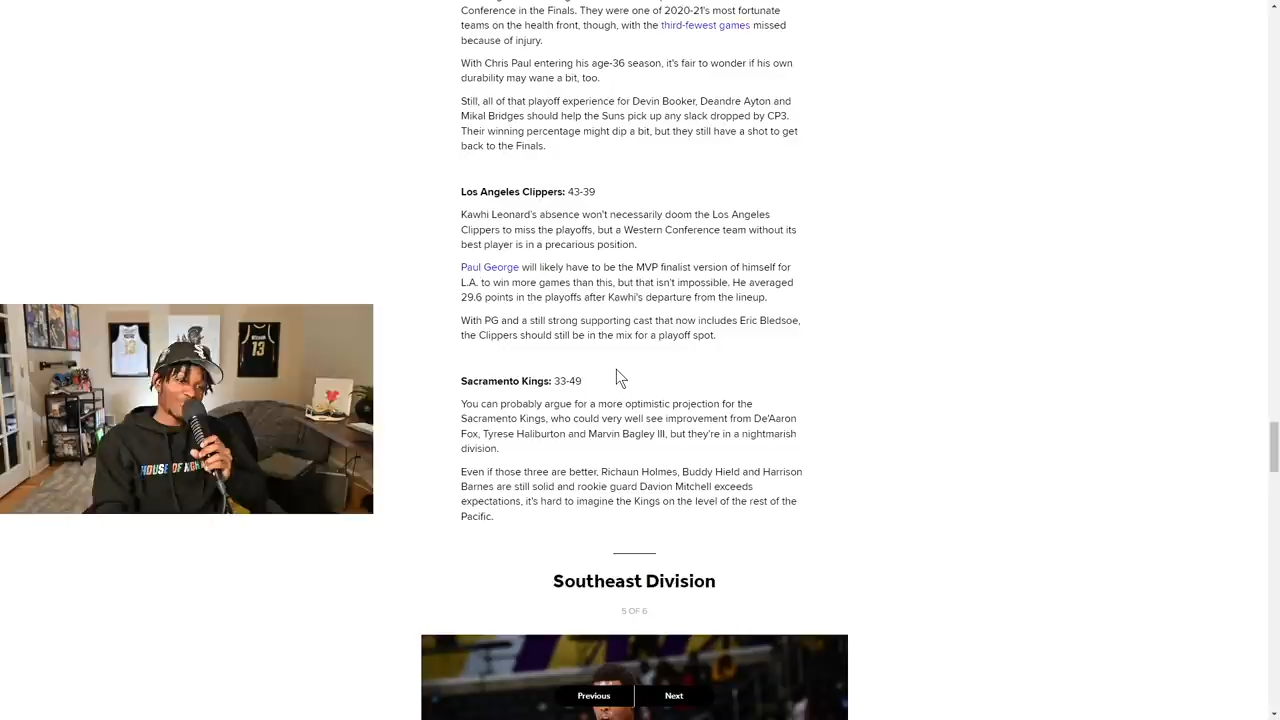 Conference in the Finals. They were one of 2020-21's most fortunate
teams on the health front, though, with the third-fewest games missed
because of injury.
With Chris Paul entering his age-36 season, it's fair to wonder if his own
durability may wane a bit, too.
Still, all of that playoff experience for Devin Booker, Deandre Ayton and
Mikal Bridges should help the Suns pick up any slack dropped by CP3.
Their winning percentage might dip a bit, but they still have a shot to get
back to the Finals.
Los Angeles Clippers: 43-39
Kawhi Leonard's absence won't necessarily doom the Los Angeles
Clippers to miss the playoffs, but a Western Conference team without its
best player is in a precarious position.
Paul George will likely have to be the MVP finalist version of himself for
L.A. to win more games than this, but that isn't impossible. He averaged
29.6 points in the playoffs after Kawhi's departure from the lineup.
With PG and a still strong supporting cast that now includes Eric Bledsoe,
the Clippers should still be in the mix for a playoff spot.
Sacramento Kings: 33-49
You can probably argue for a more optimistic projection for the
Sacramento Kings, who could very well see improvement from De'Aaron
Fox, Tyrese Haliburton and Marvin Bagley III, but they're in a nightmarish
division.
Even if those three are better, Richaun Holmes, Buddy Hield and Harrison
Barnes are still solid and rookie guard Davion Mitchell exceeds
expectations, it's hard to imagine the Kings on the level of the rest of the
Pacific.
Southeast Division
5 OF 6
Previous
Next
13
13
HOUSE OF